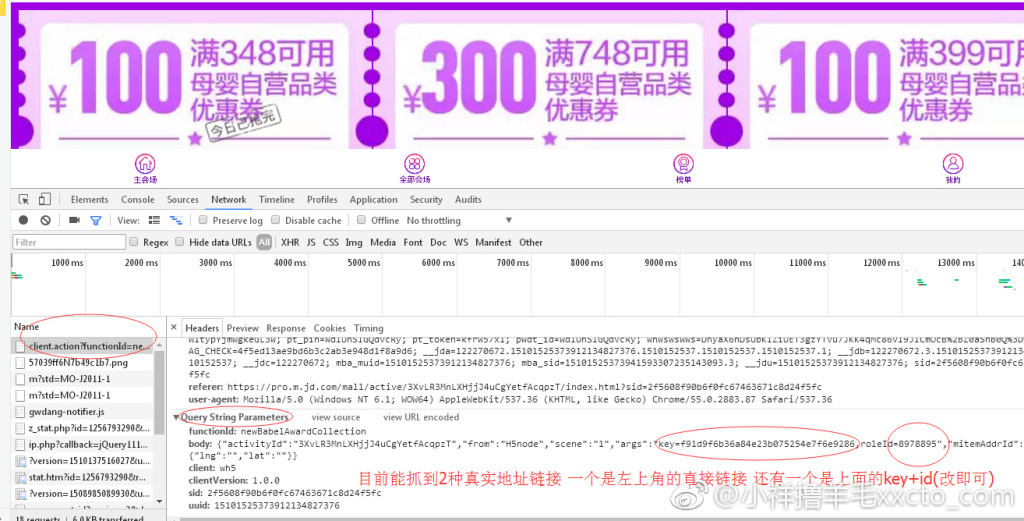 ¥100 满348可用
母婴自营品类
优惠券
今日已抢完
¥300 满748可用
母婴自营品类
优惠券
¥100 满399可用
母婴自营品类
优惠券
主会场 全部会场 榜单 我的
Elements Console Sources Network Timeline Profiles Application Security Audits
View: Preserve log Disable cache Offline No throttling
Filter Regex Hide data URLs All XHR JS CSS Img Media Font Doc WS Manifest Other
1000 ms 2000 ms 3000 ms 4000 ms 5000 ms 6000 ms 7000 ms 8000 ms 9000 ms 10000 ms 11000 ms 12000 ms 13000 ms
Name
client.action?functionId=ne...
57039ff6N7b49c1b7.png
m?std=MO-J2011-1
m?std=MO-J2011-1
gwdang-notifier.js
z_stat.php?id=1256793290&u...
ip.php?callback=jQuery111...
?version=1510137516027&u...
stat.htm?id=1256793290&u...
?version=1508985089930&u...
18 requests 6.0 KB transferred
× Headers Preview Response Cookies Timing
AG_CHECK=4f5ed13ae9bd6b3c2ab3e948d1f8a9d6; __jda=122270672.15101525373912134827376.1510152537.1510152537.1510152537.1; __jdb=122270672.3.1510152537391213
10152537; __jdc=122270672; mba_muid=15101525373912134827376; mba_sid=15101525373941593307235143093.3; __jdu=15101525373912134827376; sid=2f5608f90b6f0fc6
f5fc
referer: https://pro.m.jd.com/mall/active/3XvLR3MnLXHjjJ4uCgYetfAcqpzT/index.html?sid=2f5608f90b6f0fc67463671c8d24f5fc
user-agent: Mozilla/5.0 (Windows NT 6.1; WOW64) AppleWebKit/537.36 (KHTML, like Gecko) Chrome/55.0.2883.87 Safari/537.36
Query String Parameters view source view URL encoded
functionId: newBabelAwardCollection
body: {"activityId":"3XvLR3MnLXHjjJ4uCgYetfAcqpzT","from":"H5node","scene":"1","args":"key=f91d9f6b36a84e23b075254e7f6e9286,roleId=8978895","mitemAddrId":
{"lng":"","lat":""}}
client: wh5
clientVersion: 1.0.0
sid: 2f5608f90b6f0fc67463671c8d24f5fc
uuid: 15101525373912134827376
目前能抓到2种真实地址链接 一个是左上角的直接链接 还有一个是上面的key+id(改即可)
@小祥撸羊毛xxcto_com